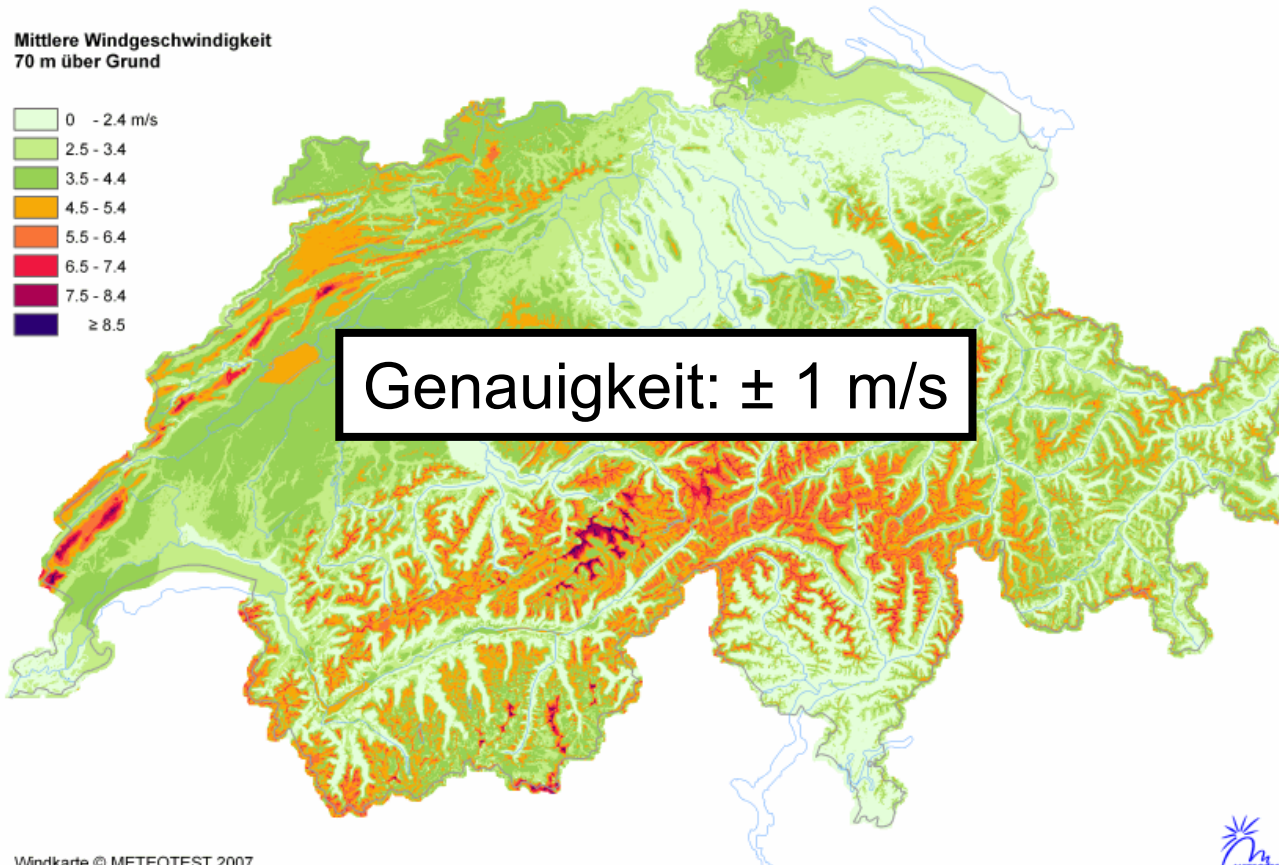 Mittlere Windgeschwindigkeit
70 m über Grund
0 - 2.4 m/s
2.5 - 3.4
3.5 - 4.4
4.5 - 5.4
5.5 - 6.4
6.5 - 7.4
7.5 - 8.4
≥ 8.5
Genauigkeit: ± 1 m/s
Windkarte © METEOTEST 2007